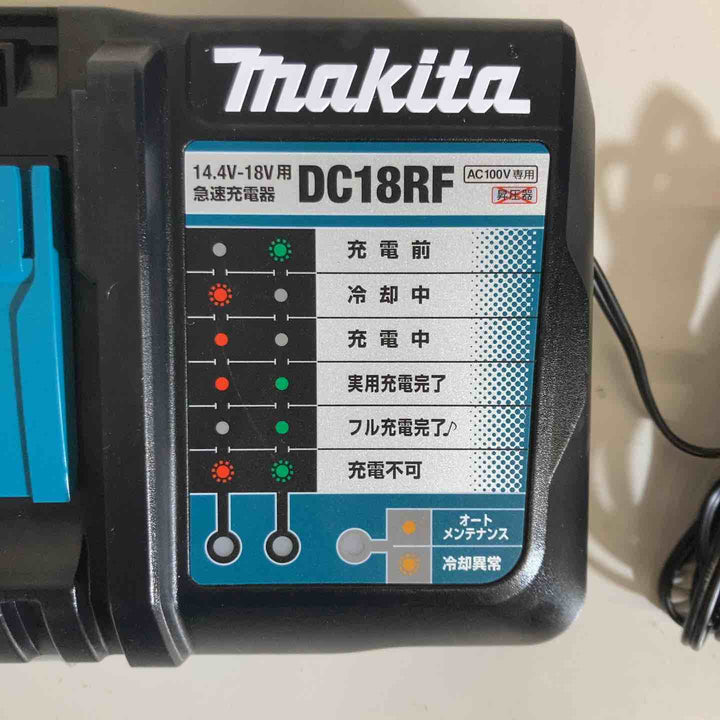 makita
14.4V-18V用
急速充電器
DC18RF
AC100V専用
昇圧器
充電前
冷却中
充電中
実用充電完了
フル充電完了♪
充電不可
オート
メンテナンス
冷却異常